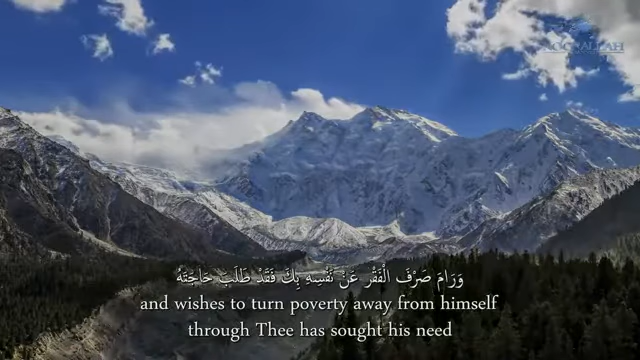 وَرَامَ صَرْفَ الْفَقْرِ عَنْ نَفْسِهِ بِكَ فَقَدْ طَلَبَ حَاجَتَهُ
and wishes to turn poverty away from himself
through Thee has sought his need